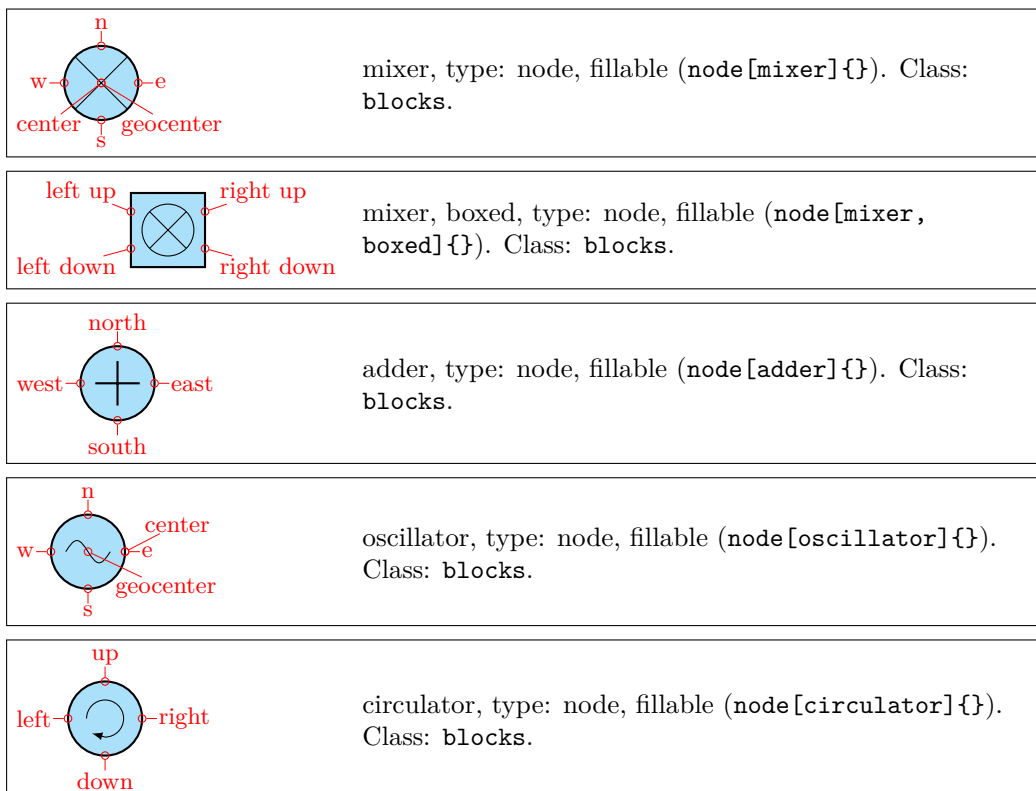 n
w
e
center
geocenter
s
mixer, type: node, fillable (node[mixer]{}). Class:
blocks.
left up
right up
left down
right down
mixer, boxed, type: node, fillable (node[mixer,
boxed]{}). Class: blocks.
north
west
east
south
adder, type: node, fillable (node[adder]{}). Class:
blocks.
n
center
w
e
geocenter
s
oscillator, type: node, fillable (node[oscillator]{}).
Class: blocks.
up
left
right
down
circulator, type: node, fillable (node[circulator]{}).
Class: blocks.